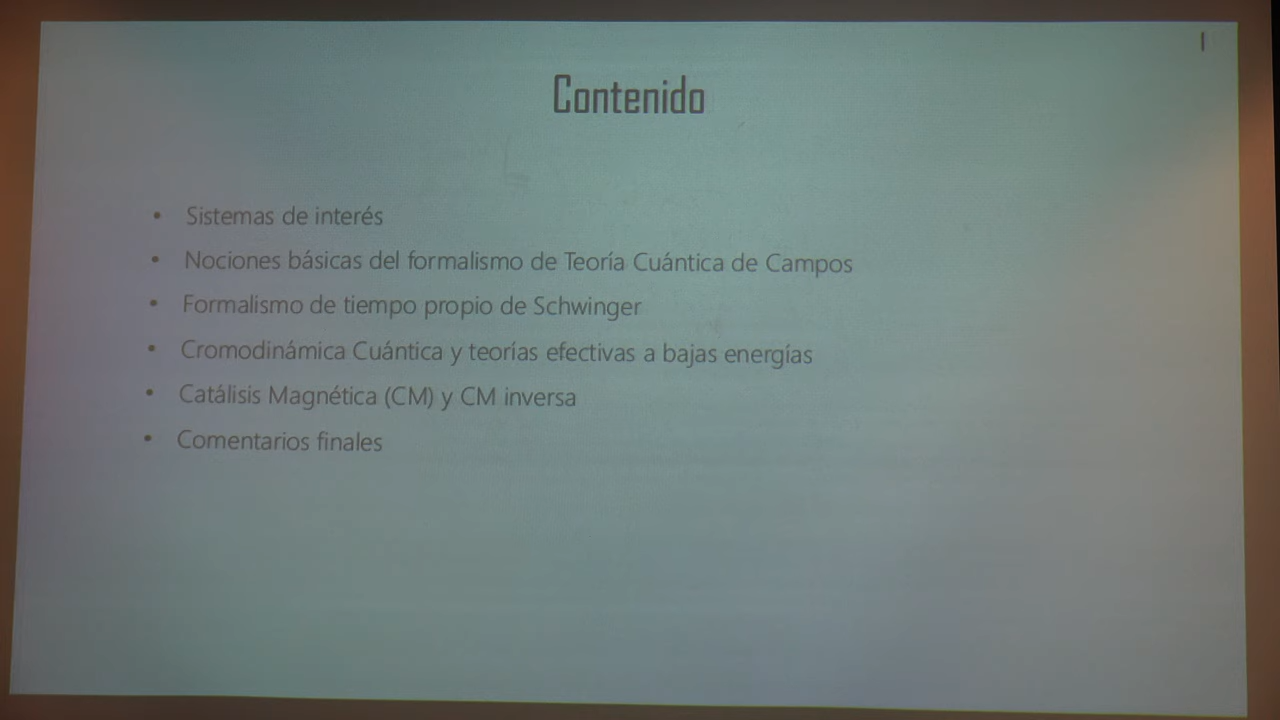 1
Contenido
• Sistemas de interés
• Nociones básicas del formalismo de Teoría Cuántica de Campos
• Formalismo de tiempo propio de Schwinger
• Cromodinámica Cuántica y teorías efectivas a bajas energías
• Catálisis Magnética (CM) y CM inversa
• Comentarios finales